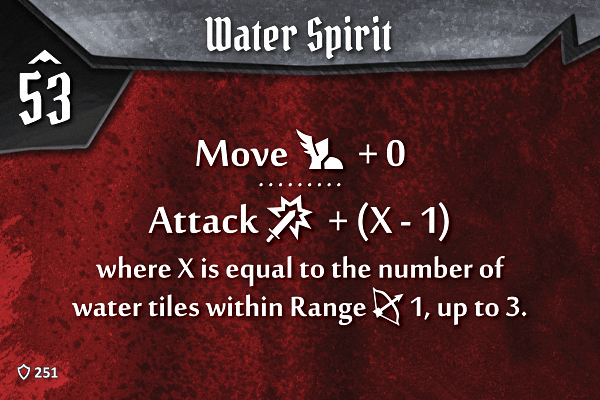 Water Spirit
53
Move + 0
Attack + (X - 1)
where X is equal to the number of
water tiles within Range 1, up to 3.
251